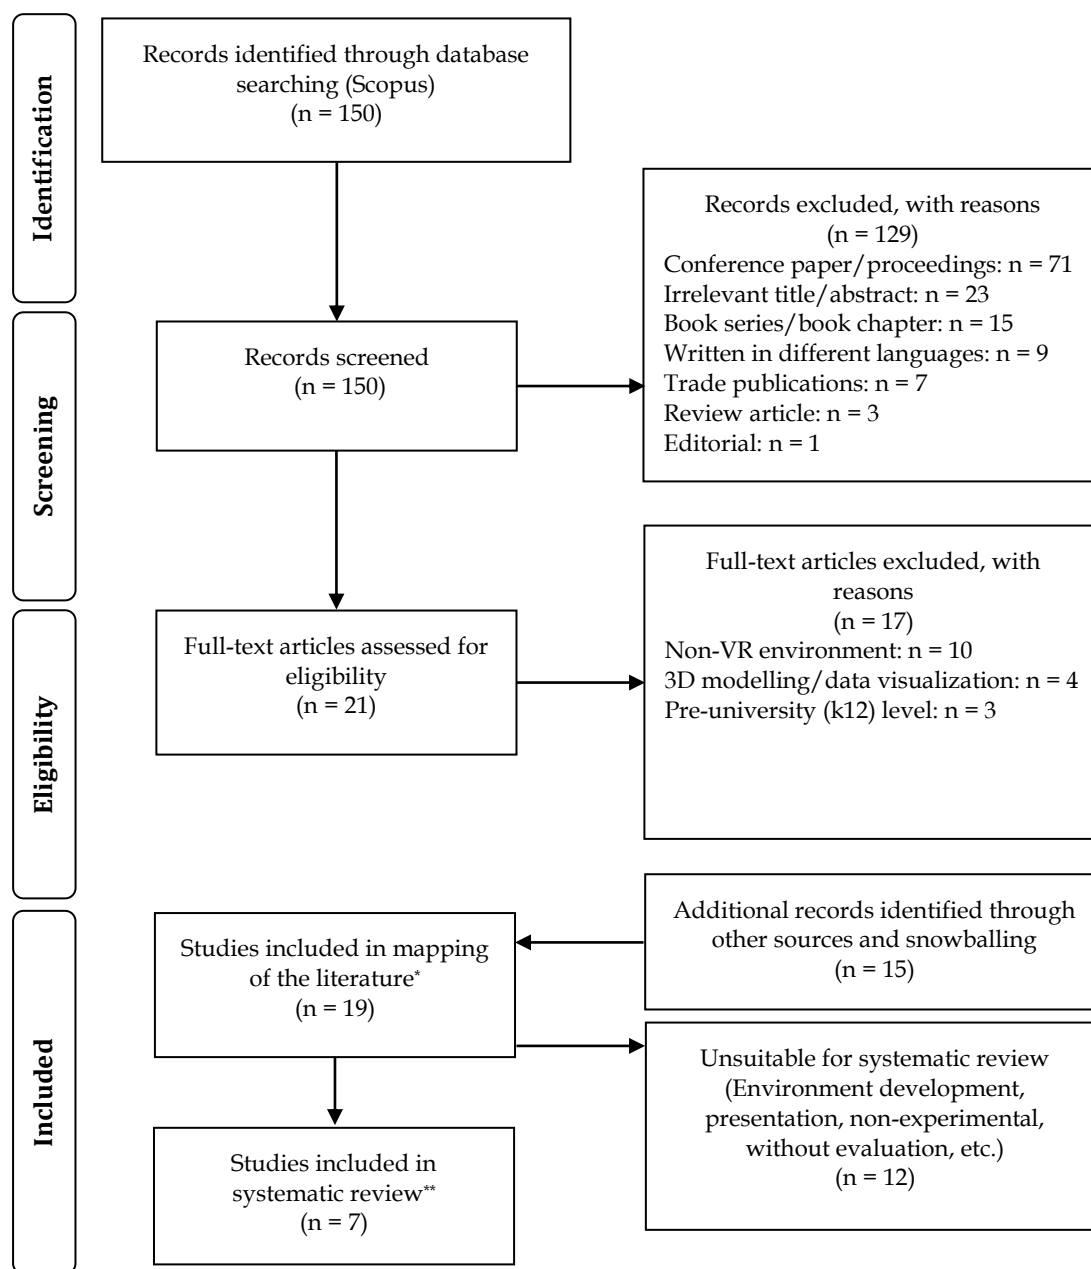 Identification
Records identified through database
searching (Scopus)
(n = 150)
Records excluded, with reasons
(n = 129)
Conference paper/proceedings: n = 71
Irrelevant title/abstract: n = 23
Book series/book chapter: n = 15
Written in different languages: n = 9
Trade publications: n = 7
Review article: n = 3
Editorial: n = 1
Screening
Records screened
(n = 150)
Full-text articles excluded, with
reasons
(n = 17)
Non-VR environment: n = 10
3D modelling/data visualization: n = 4
Pre-university (k12) level: n = 3
Eligibility
Full-text articles assessed for
eligibility
(n = 21)
Additional records identified through
other sources and snowballing
(n = 15)
Included
Studies included in mapping
of the literature*
(n = 19)
Unsuitable for systematic review
(Environment development,
presentation, non-experimental,
without evaluation, etc.)
(n = 12)
Studies included in
systematic review**
(n = 7)